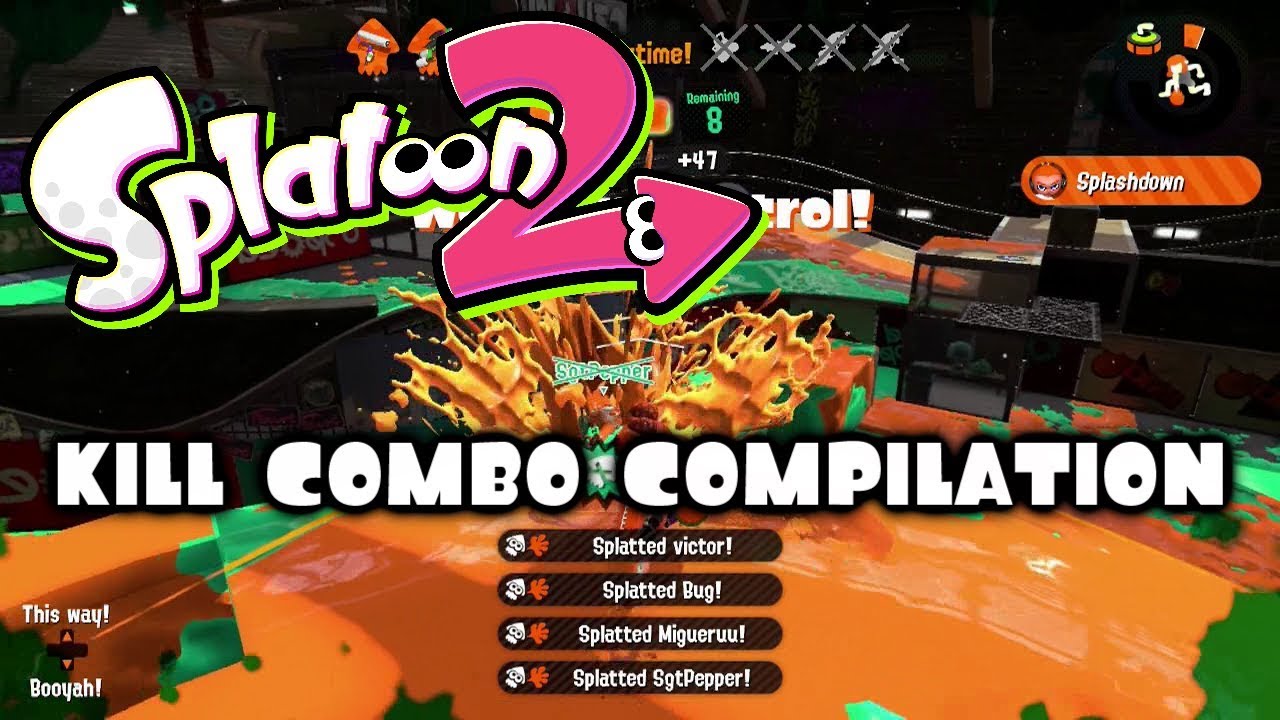 Splatoon 2
time!
Remaining
8
+47
Splashdown
trol!
SgtPepper
KILL COMBO COMPILATION
Splatted victor!
Splatted Bug!
Splatted Migueruu!
Splatted SgtPepper!
This way!
Booyah!